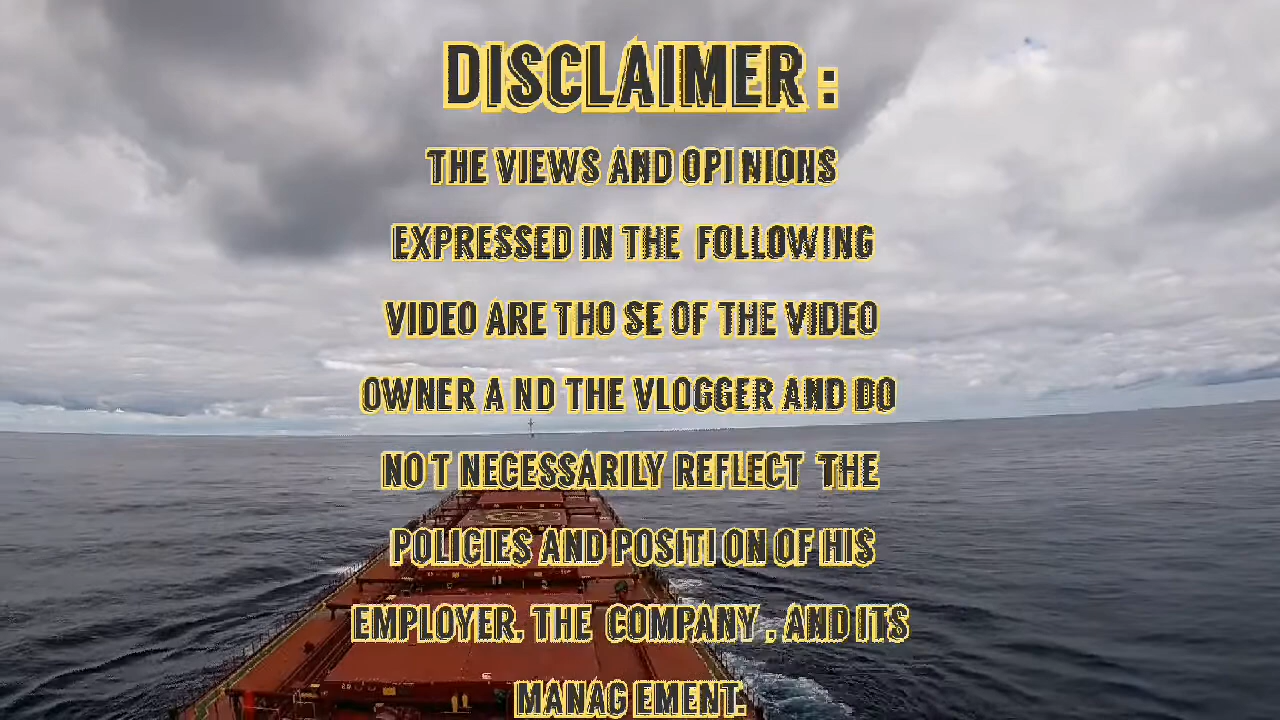 DISCLAIMER :
THE VIEWS AND OPI NIONS
EXPRESSED IN THE FOLLOWING
VIDEO ARE THO SE OF THE VIDEO
OWNER A ND THE VLOGGER AND DO
NO T NECESSARILY REFLECT THE
POLICIES AND POSITI ON OF HIS
EMPLOYER. THE COMPANY , AND ITS
MANAG EMENT.